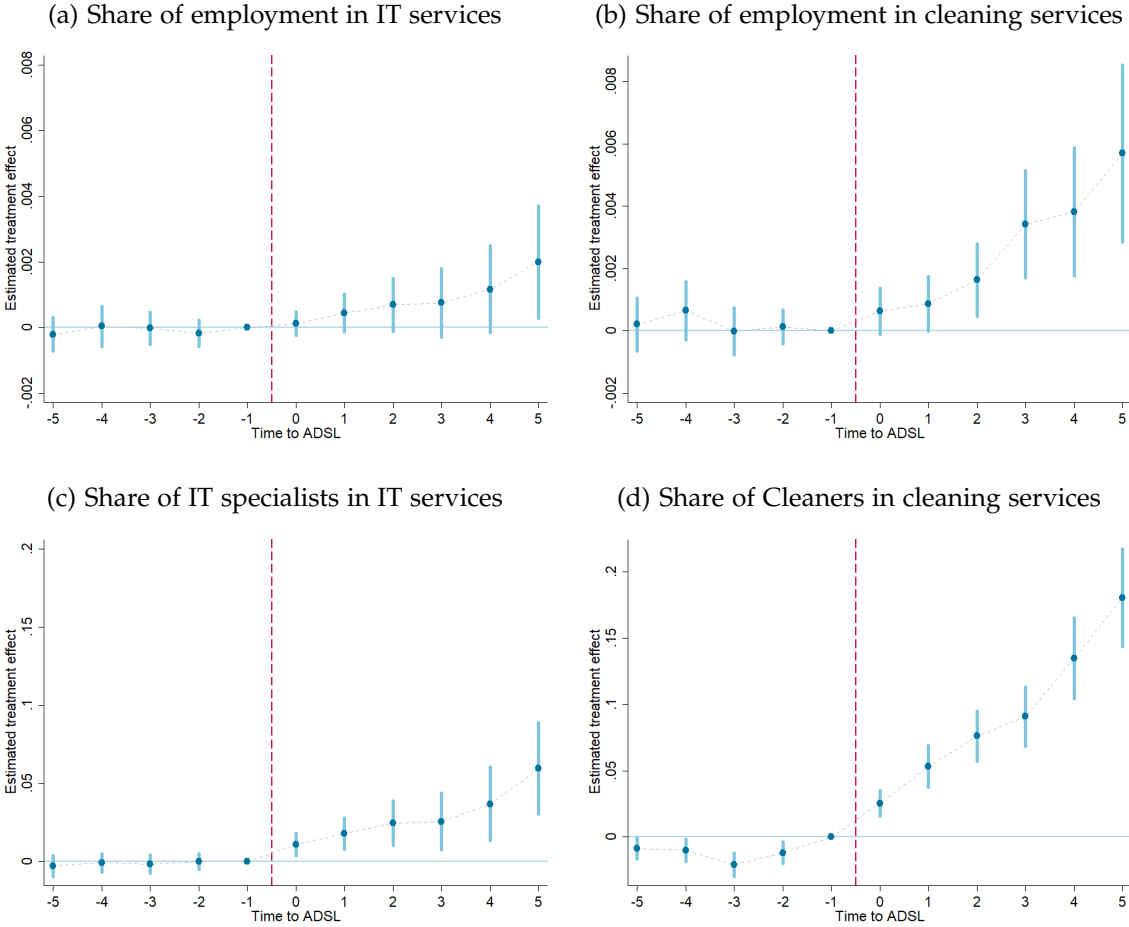 (a) Share of employment in IT services
Estimated treatment effect
-.002 0 .002 .004 .006 .008
-5 -4 -3 -2 -1 0 1 2 3 4 5
Time to ADSL
(b) Share of employment in cleaning services
Estimated treatment effect
-.002 0 .002 .004 .006 .008
-5 -4 -3 -2 -1 0 1 2 3 4 5
Time to ADSL
(c) Share of IT specialists in IT services
Estimated treatment effect
0 .05 .1 .15 .2
-5 -4 -3 -2 -1 0 1 2 3 4 5
Time to ADSL
(d) Share of Cleaners in cleaning services
Estimated treatment effect
0 .05 .1 .15 .2
-5 -4 -3 -2 -1 0 1 2 3 4 5
Time to ADSL